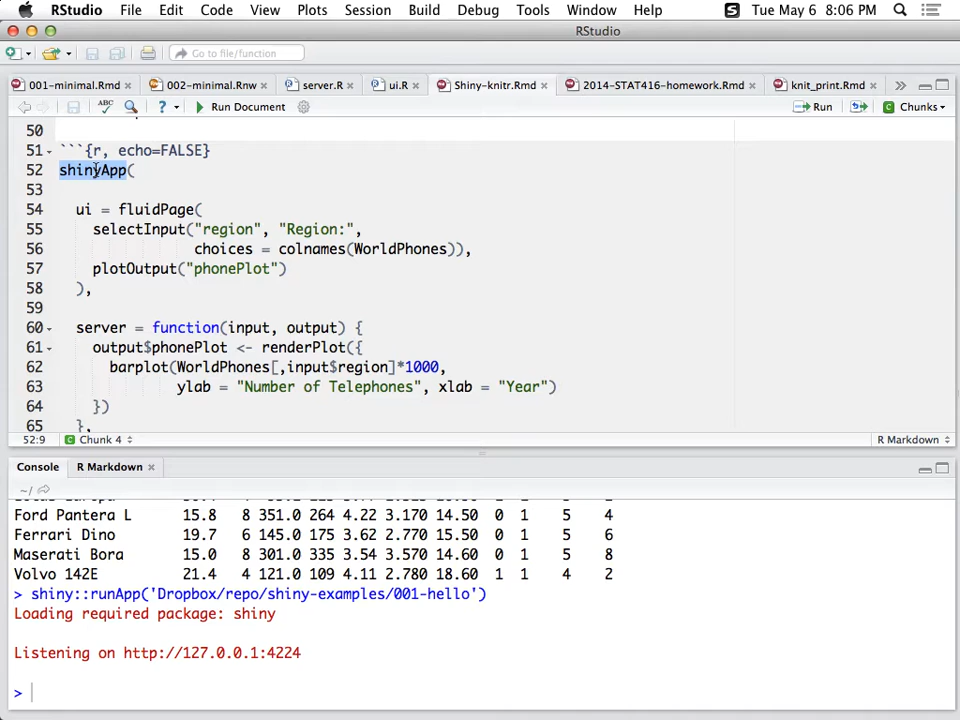 RStudio File Edit Code View Plots Session Build Debug Tools Window Help S Tue May 6 8:06 PM
RStudio
Go to file/function
001-minimal.Rmd 002-minimal.Rnw server.R ui.R Shiny-knitr.Rmd 2014-STAT416-homework.Rmd knit_print.Rmd
ABC ? Run Document Run Chunks
50
51 ```{r, echo=FALSE}
52 shinyApp(
53
54 ui = fluidPage(
55 selectInput("region", "Region:",
56 choices = colnames(WorldPhones)),
57 plotOutput("phonePlot")
58 ),
59
60 server = function(input, output) {
61 output$phonePlot <- renderPlot({
62 barplot(WorldPhones[,input$region]*1000,
63 ylab = "Number of Telephones", xlab = "Year")
64 })
65 },
52:9 C Chunk 4 R Markdown
Console R Markdown
~/
Ford Pantera L 15.8 8 351.0 264 4.22 3.170 14.50 0 1 5 4
Ferrari Dino 19.7 6 145.0 175 3.62 2.770 15.50 0 1 5 6
Maserati Bora 15.0 8 301.0 335 3.54 3.570 14.60 0 1 5 8
Volvo 142E 21.4 4 121.0 109 4.11 2.780 18.60 1 1 4 2
> shiny::runApp('Dropbox/repo/shiny-examples/001-hello')
Loading required package: shiny
Listening on http://127.0.0.1:4224
>